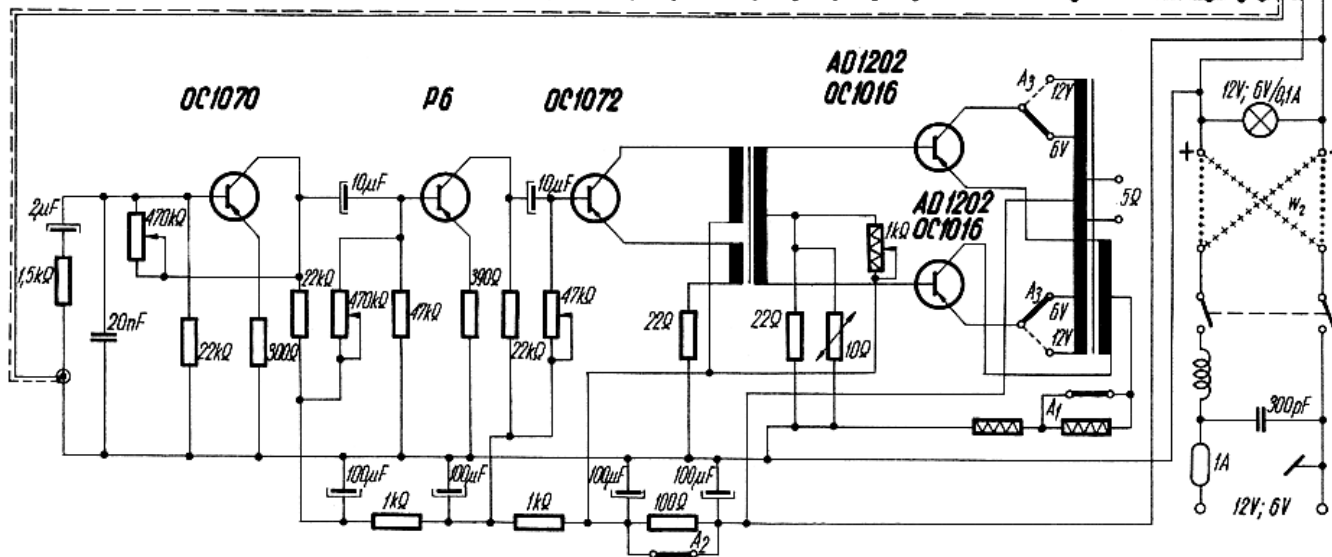 AD1202
OC1016
OC1070
P6
OC1072
A3
12V
6V
12V; 6V/0,1A
+
-
2µF
470kΩ
10µF
10µF
5Ω
AD1202
OC1016
1kΩ
W2
1,5kΩ
20nF
22kΩ
300Ω
22kΩ
470kΩ
47kΩ
390Ω
22kΩ
47kΩ
22Ω
22Ω
10Ω
A3
6V
12V
A1
300pF
1A
12V; 6V
100µF
100µF
100µF
100µF
1kΩ
1kΩ
100Ω
A2